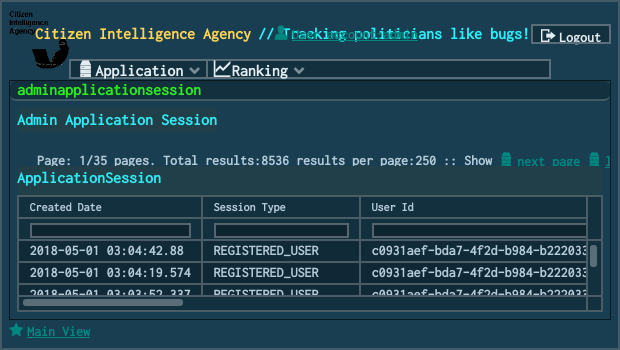 Citizen
Intelligence
Agency
Citizen Intelligence Agency // Tracking politicians like bugs!
Logout
Application Ranking
adminapplicationsession
Admin Application Session
Page: 1/35 pages. Total results:8536 results per page:250 :: Show next page
ApplicationSession
Created Date Session Type User Id
2018-05-01 03:04:42.88 REGISTERED_USER c0931aef-bda7-4f2d-b984-b222033
2018-05-01 03:04:19.574 REGISTERED_USER c0931aef-bda7-4f2d-b984-b222033
2018-05-01 03:03:52.337 REGISTERED_USER c0931aef-bda7-4f2d-b984-b222033
Main View